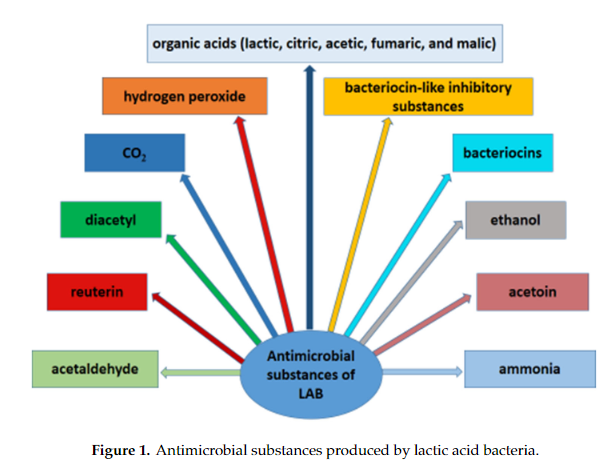 organic acids (lactic, citric, acetic, fumaric, and malic)
hydrogen peroxide
bacteriocin-like inhibitory
substances
CO₂
bacteriocins
diacetyl
ethanol
reuterin
acetoin
acetaldehyde
Antimicrobial
substances of
LAB
ammonia
Figure 1. Antimicrobial substances produced by lactic acid bacteria.